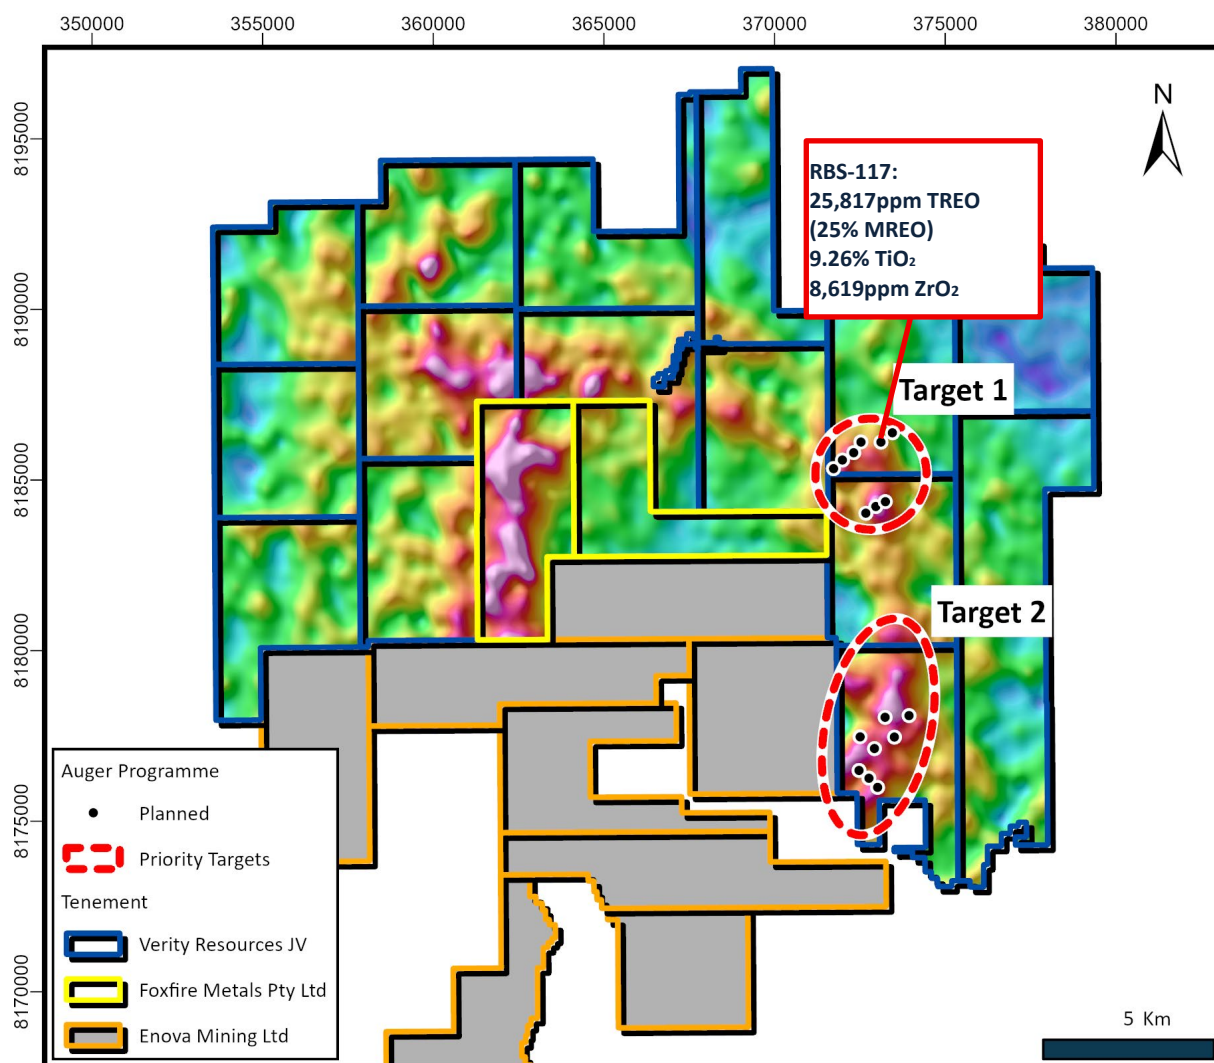 350000 355000 360000 365000 370000 375000 380000
8195000
8190000
8185000
8180000
8175000
8170000
N
RBS-117:
25,817ppm TREO
(25% MREO)
9.26% TiO₂
8,619ppm ZrO₂
Target 1
Target 2
Auger Programme
Planned
Priority Targets
Tenement
Verity Resources JV
Foxfire Metals Pty Ltd
Enova Mining Ltd
5 Km